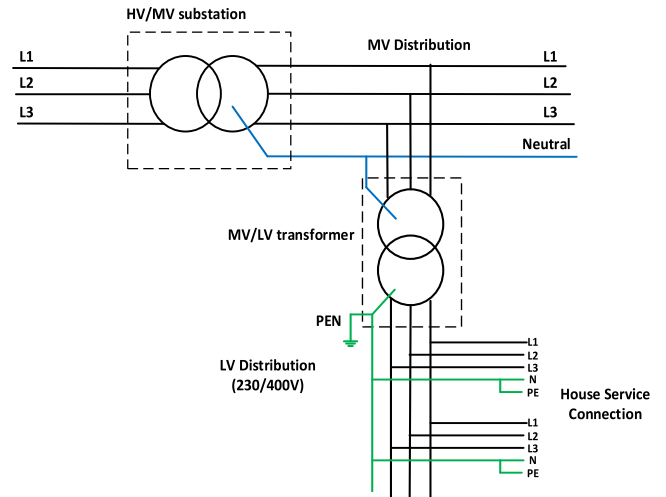 HV/MV substation
MV Distribution
L1
L1
L2
L2
L3
L3
Neutral
MV/LV transformer
PEN
LV Distribution
(230/400V)
L1
L2
L3
N
PE
House Service
Connection
L1
L2
L3
N
PE